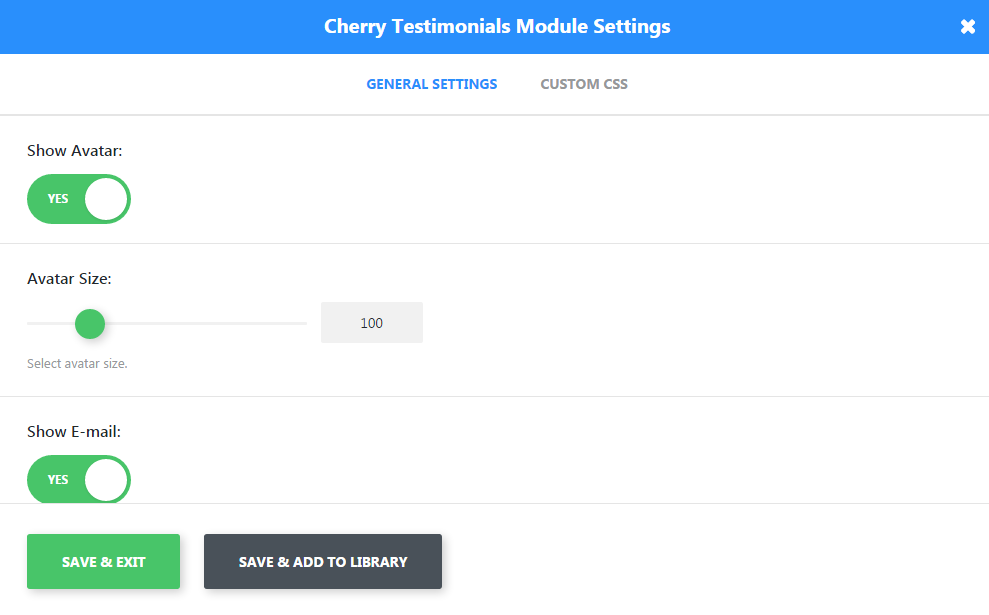 Cherry Testimonials Module Settings
GENERAL SETTINGS
CUSTOM CSS
Show Avatar:
YES
Avatar Size:
100
Select avatar size.
Show E-mail:
YES
SAVE & EXIT
SAVE & ADD TO LIBRARY